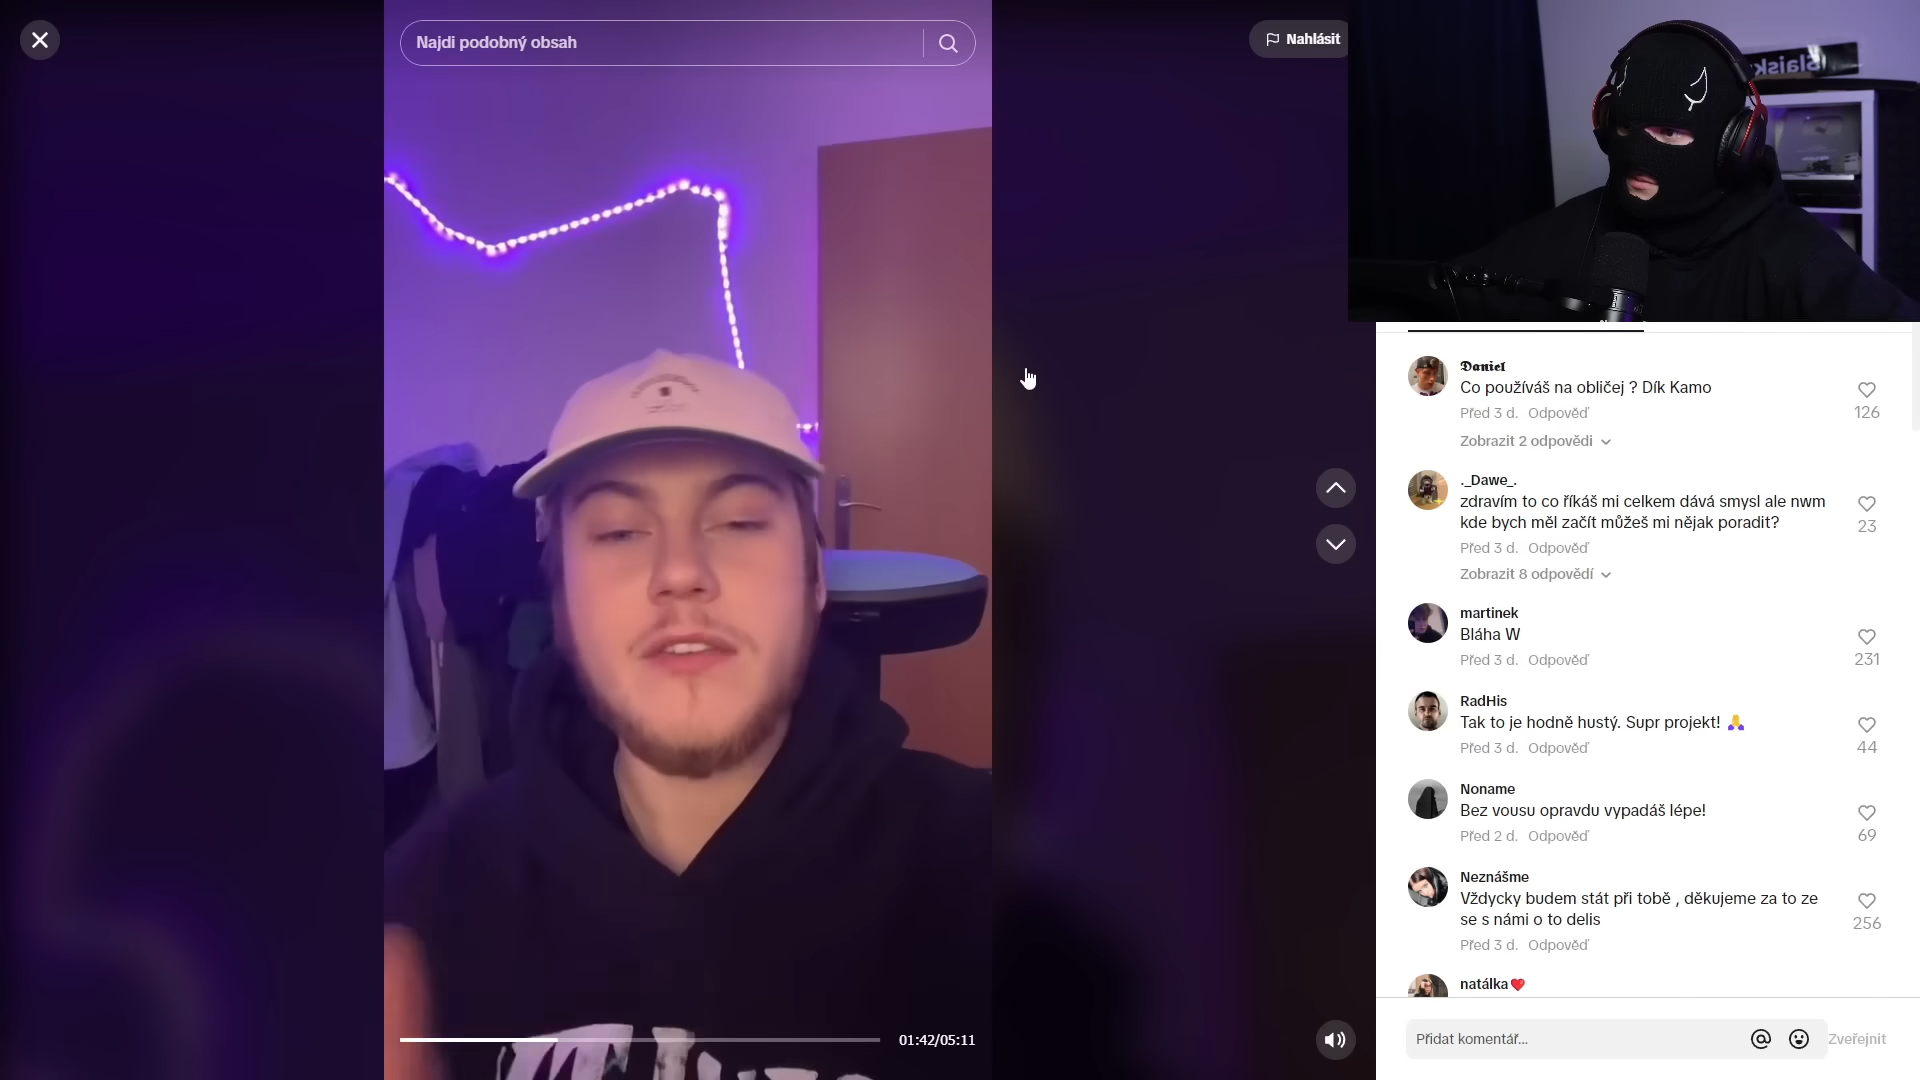 Najdi podobný obsah
Nahlásit
01:42/05:11
Daniel
Co používáš na obličej ? Dík Kamo
Před 3 d. Odpověď
126
Zobrazit 2 odpovědi
._Dawe_.
zdravím to co říkáš mi celkem dává smysl ale nwm
kde bych měl začít můžeš mi nějak poradit?
23
Před 3 d. Odpověď
Zobrazit 8 odpovědí
martinek
Bláha W
Před 3 d. Odpověď
231
RadHis
Tak to je hodně hustý. Supr projekt! 🙏
Před 3 d. Odpověď
44
Noname
Bez vousu opravdu vypadáš lépe!
Před 2 d. Odpověď
69
Neznášme
Vždycky budem stát při tobě , děkujeme za to ze
se s námi o to delis
256
Před 3 d. Odpověď
natálka❤️
Přidat komentář...
Zveřejnit